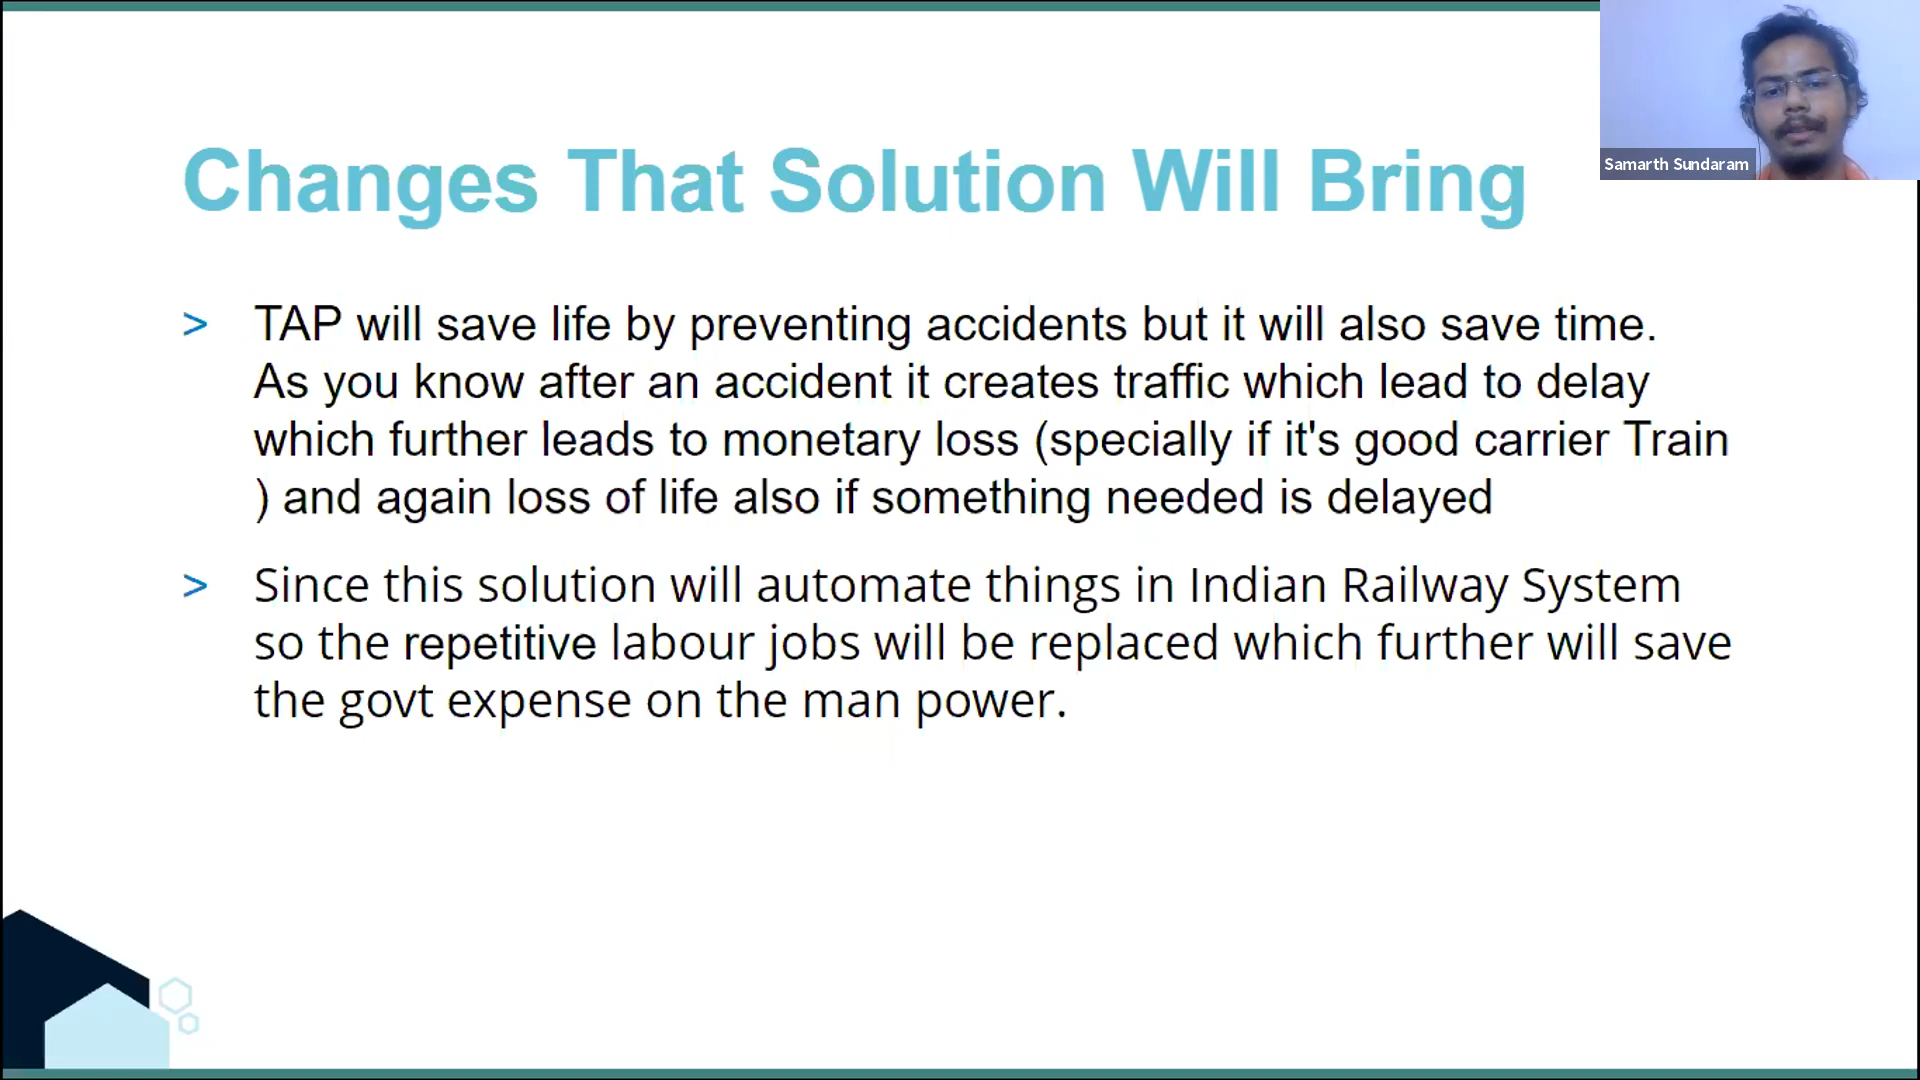 Changes That Solution Will Bring
Samarth Sundaram
> TAP will save life by preventing accidents but it will also save time.
As you know after an accident it creates traffic which lead to delay
which further leads to monetary loss (specially if it's good carrier Train
) and again loss of life also if something needed is delayed
> Since this solution will automate things in Indian Railway System
so the repetitive labour jobs will be replaced which further will save
the govt expense on the man power.